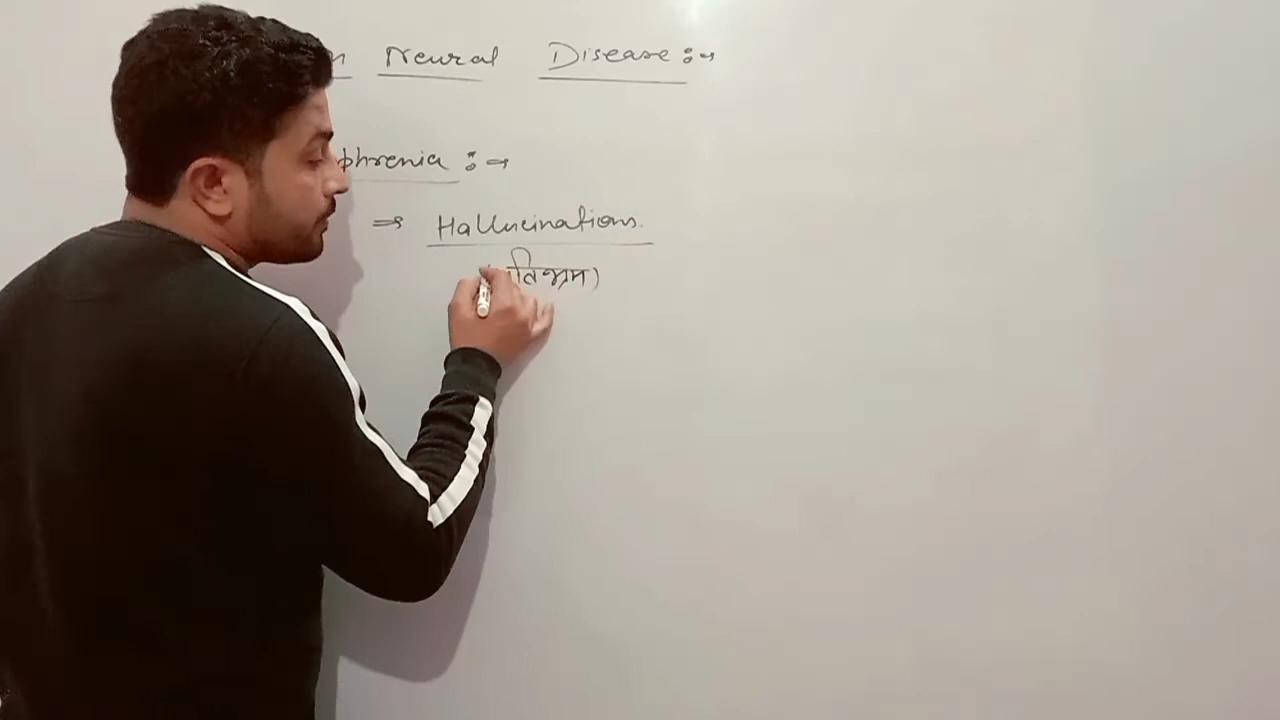 Neural Disease :→
phrenia :→
⇒ Hallucinations.
विभ्रम)